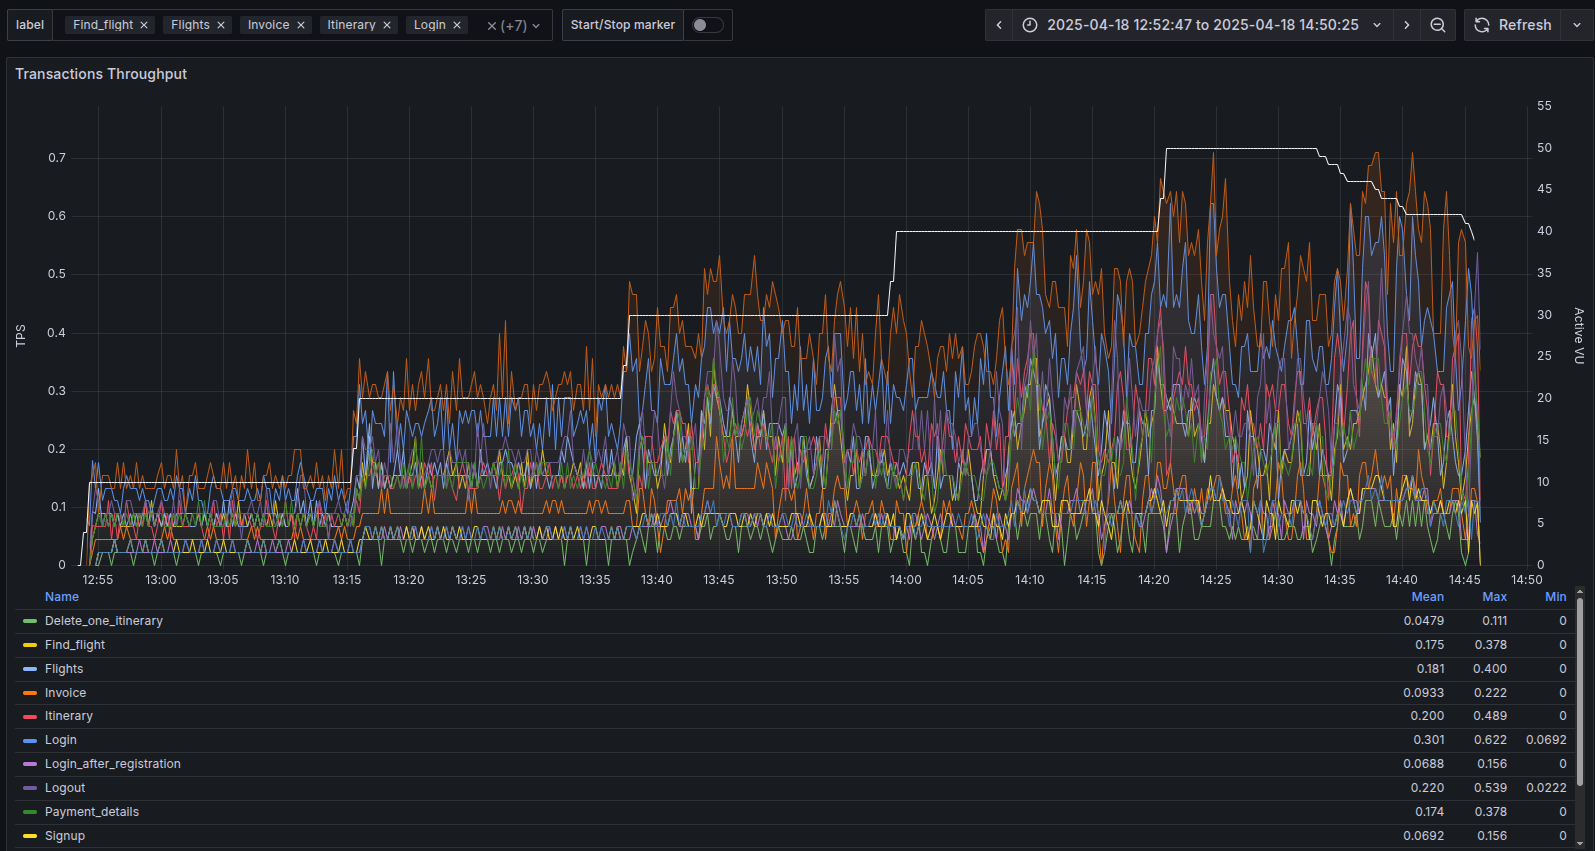 label Find_flight × Flights × Invoice × Itinerary × Login × × (+7) Start/Stop marker 2025-04-18 12:52:47 to 2025-04-18 14:50:25 Refresh
Transactions Throughput
55
0.7 50
45
0.6 40
0.5 35
TPS 0.4 30 Active VU
25
0.3 20
0.2 15
10
0.1 5
0 0
12:55 13:00 13:05 13:10 13:15 13:20 13:25 13:30 13:35 13:40 13:45 13:50 13:55 14:00 14:05 14:10 14:15 14:20 14:25 14:30 14:35 14:40 14:45 14:50
Name Mean Max Min
Delete_one_itinerary 0.0479 0.111 0
Find_flight 0.175 0.378 0
Flights 0.181 0.400 0
Invoice 0.0933 0.222 0
Itinerary 0.200 0.489 0
Login 0.301 0.622 0.0692
Login_after_registration 0.0688 0.156 0
Logout 0.220 0.539 0.0222
Payment_details 0.174 0.378 0
Signup 0.0692 0.156 0